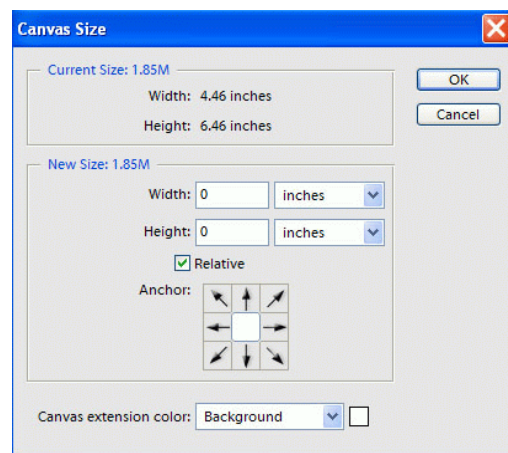 Canvas Size
Current Size: 1.85M
Width: 4.46 inches
Height: 6.46 inches
OK
Cancel
New Size: 1.85M
Width: 0 inches
Height: 0 inches
Relative
Anchor:
Canvas extension color: Background